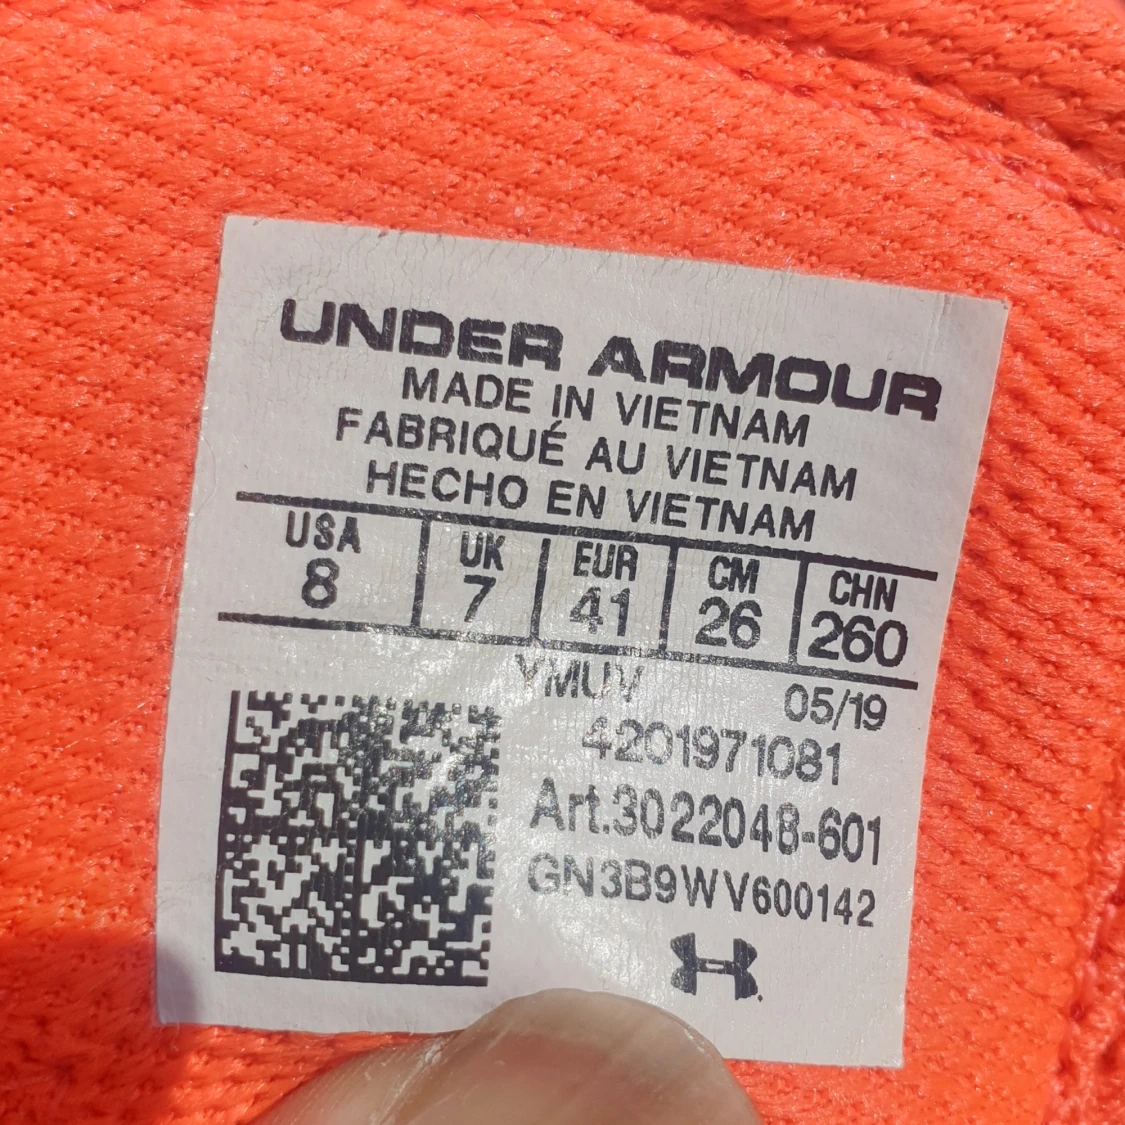 UNDER ARMOUR
MADE IN VIETNAM
FABRIQUÉ AU VIETNAM
HECHO EN VIETNAM
USA UK EUR CM CHN
8 7 41 26 260
YMUV 05/19
4201971081
Art.3022048-601
GN3B9WV600142